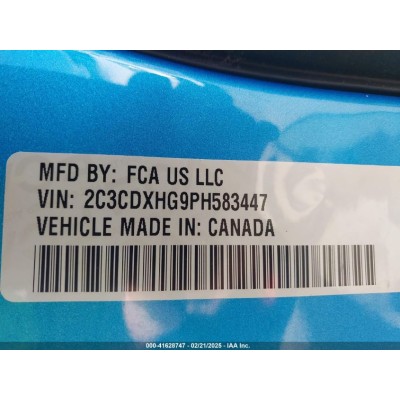 MFD BY: FCA US LLC
VIN: 2C3CDXHG9PH583447
VEHICLE MADE IN: CANADA
000-41628747 - 02/21/2025 - IAA Inc.